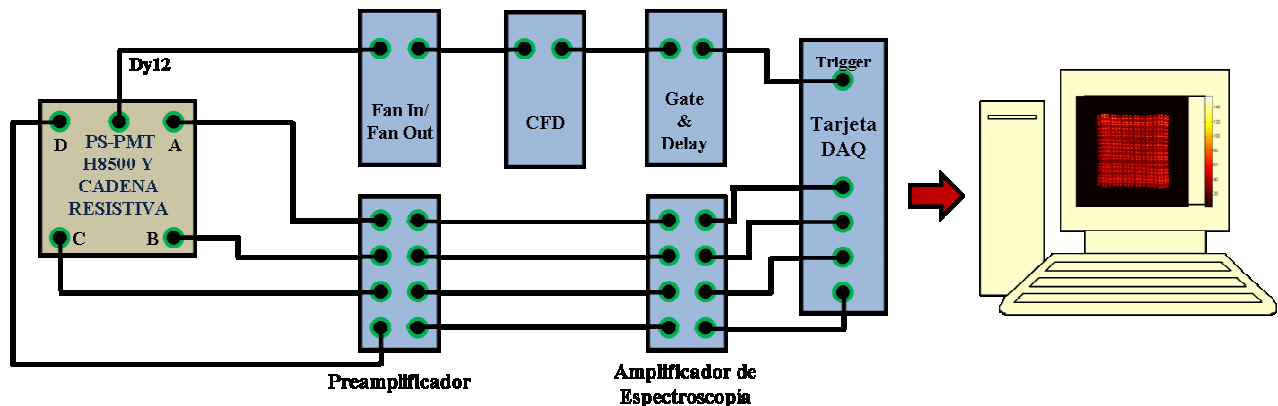 Dy12
D
A
PS-PMT
H8500 Y
CADENA
RESISTIVA
C
B
Fan In/
Fan Out
CFD
Gate
&
Delay
Trigger
Tarjeta
DAQ
Preamplificador
Amplificador de
Espectroscopía